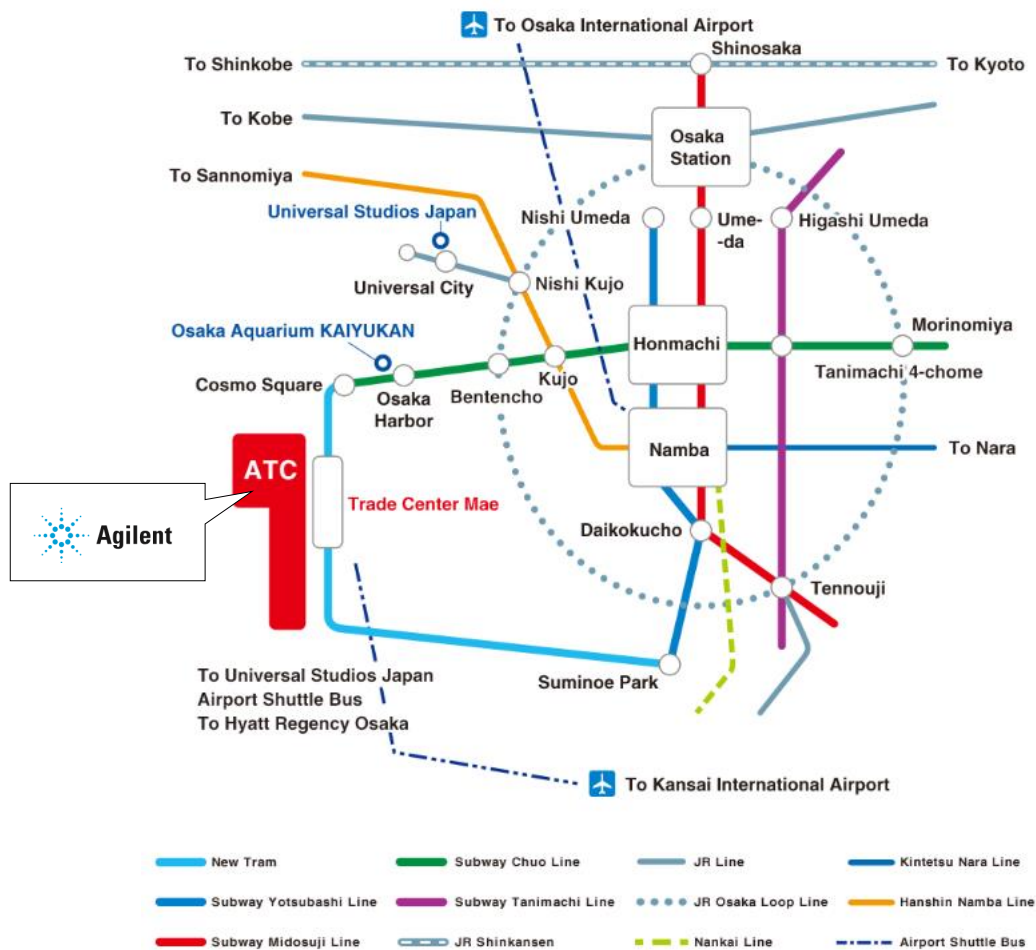 To Osaka International Airport
Shinosaka
To Shinkobe
To Kyoto
To Kobe
Osaka
Station
To Sannomiya
Universal Studios Japan
Nishi Umeda
Ume-
-da
Higashi Umeda
Universal City
Nishi Kujo
Osaka Aquarium KAIYUKAN
Honmachi
Morinomiya
Cosmo Square
Osaka
Harbor
Bentencho
Kujo
Tanimachi 4-chome
ATC
Namba
To Nara
Trade Center Mae
Agilent
Daikokucho
Tennouji
To Universal Studios Japan
Airport Shuttle Bus
To Hyatt Regency Osaka
Suminoe Park
To Kansai International Airport
New Tram
Subway Chuo Line
JR Line
Kintetsu Nara Line
Subway Yotsubashi Line
Subway Tanimachi Line
JR Osaka Loop Line
Hanshin Namba Line
Subway Midosuji Line
JR Shinkansen
Nankai Line
Airport Shuttle Bus